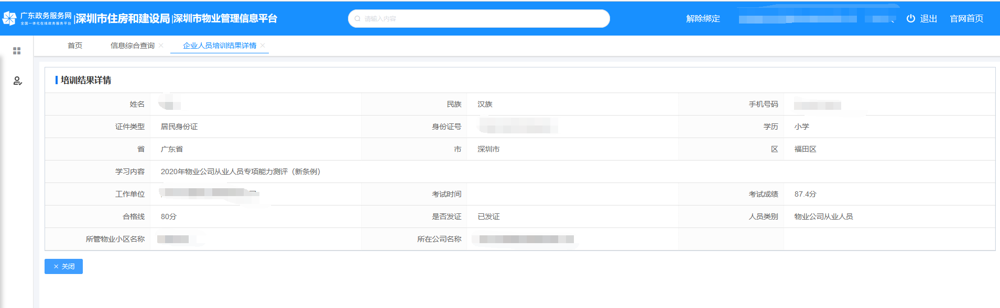 广东政务服务网
全国一体化在线政务服务平台
|深圳市住房和建设局|深圳市物业管理信息平台
请输入内容
解除绑定
退出
官网首页
首页
信息综合查询 ×
企业人员培训结果详情 ×
培训结果详情
姓名
民族 汉族
手机号码
证件类型 居民身份证
身份证号
学历 小学
省 广东省
市 深圳市
区 福田区
学习内容 2020年物业公司从业人员专项能力测评（新条例）
工作单位
考试时间
考试成绩 87.4分
合格线 80分
是否发证 已发证
人员类别 物业公司从业人员
所管物业小区名称
所在公司名称
× 关闭